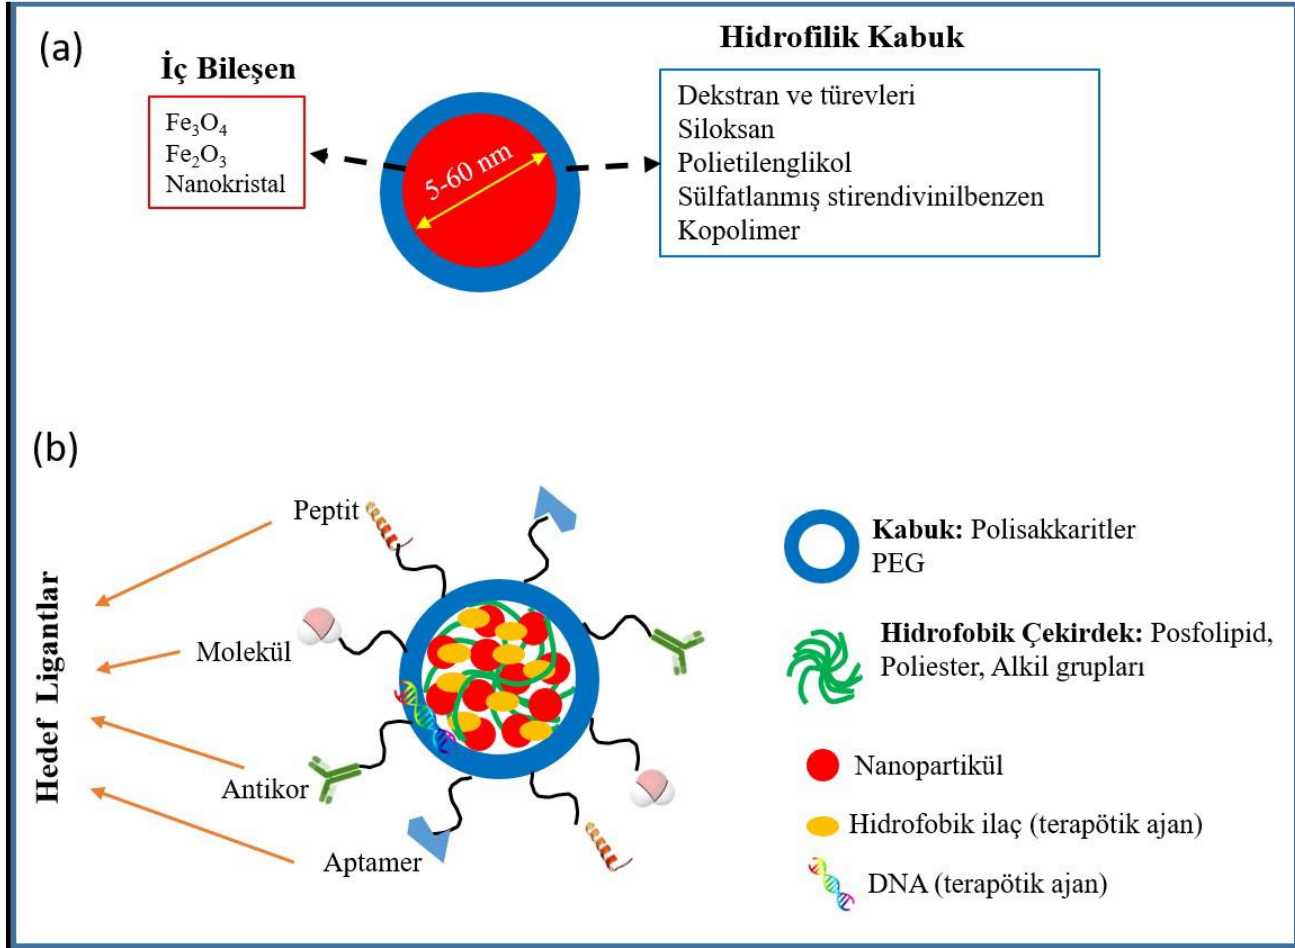 (a)
İç Bileşen
Fe₃O₄
Fe₂O₃
Nanokristal
5-60 nm
Hidrofilik Kabuk
Dekstran ve türevleri
Siloksan
Polietilenglikol
Sülfatlanmış stirendivinilbenzen
Kopolimer
(b)
Hedef Ligantlar
Peptit
Molekül
Antikor
Aptamer
Kabuk: Polisakkaritler
PEG
Hidrofobik Çekirdek: Posfolipid,
Poliester, Alkil grupları
Nanopartikül
Hidrofobik ilaç (terapötik ajan)
DNA (terapötik ajan)